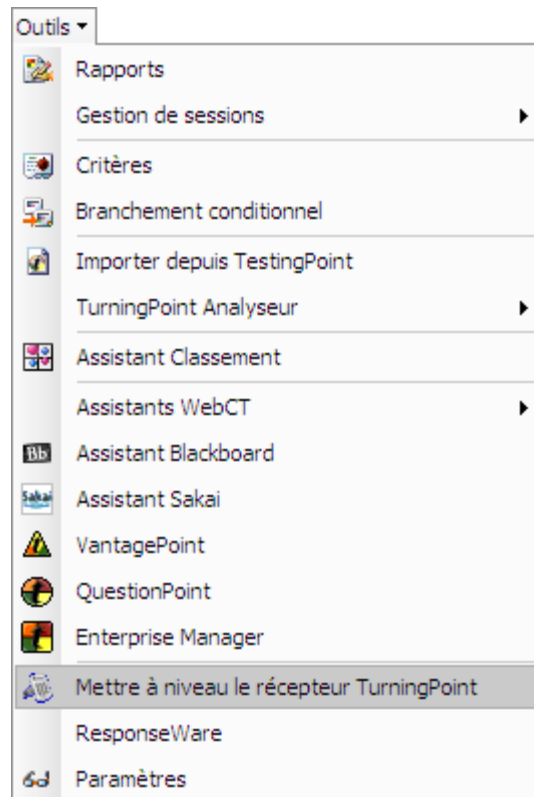 Outils
Rapports
Gestion de sessions
Critères
Branchement conditionnel
Importer depuis TestingPoint
TurningPoint Analyseur
Assistant Classement
Assistants WebCT
Bb Assistant Blackboard
Sakai Assistant Sakai
VantagePoint
QuestionPoint
Enterprise Manager
Mettre à niveau le récepteur TurningPoint
ResponseWare
Paramètres